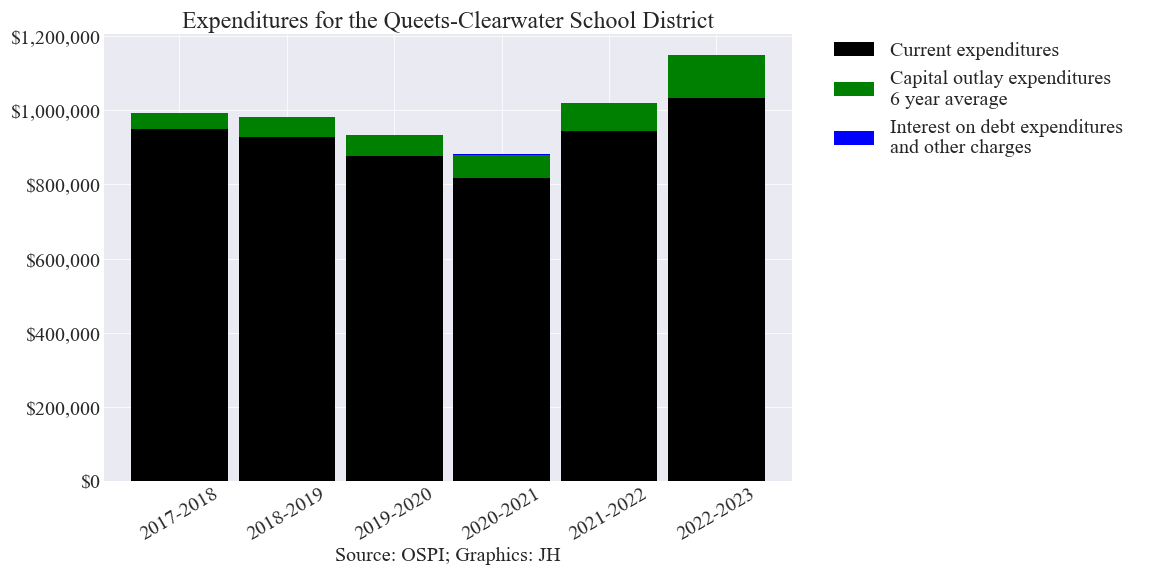 Expenditures for the Queets-Clearwater School District
$1,200,000
$1,000,000
$800,000
$600,000
$400,000
$200,000
$0
2017-2018
2018-2019
2019-2020
2020-2021
2021-2022
2022-2023
Source: OSPI; Graphics: JH
Current expenditures
Capital outlay expenditures
6 year average
Interest on debt expenditures
and other charges